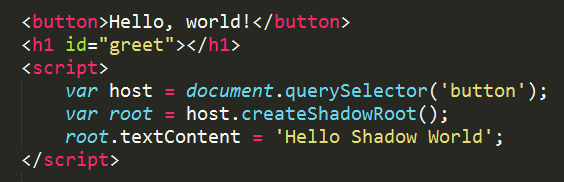 <button>Hello, world!</button>
<h1 id="greet"></h1>
<script>
    var host = document.querySelector('button');
    var root = host.createShadowRoot();
    root.textContent = 'Hello Shadow World';
</script>